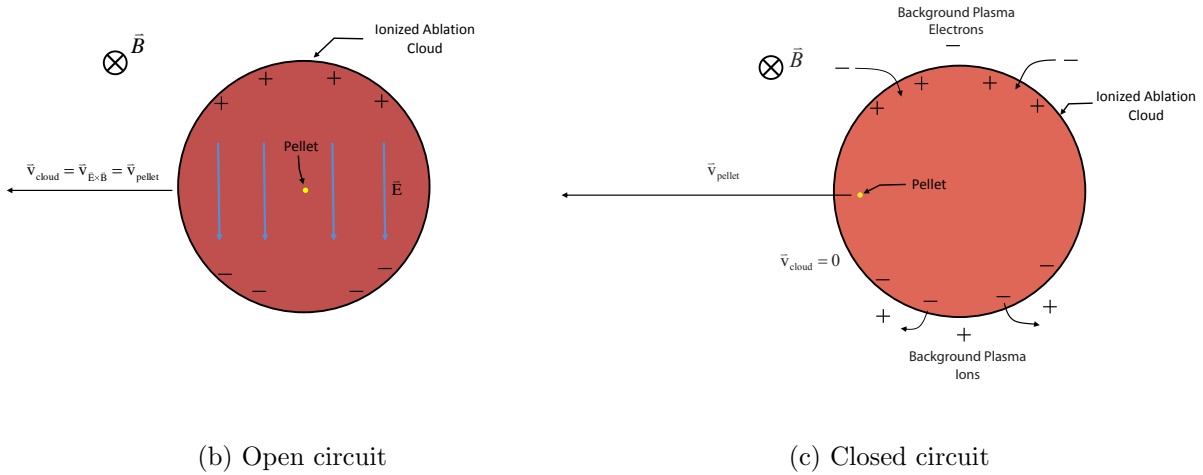 B⃗
Ionized Ablation
Cloud
+ + + +
Pellet
v⃗cloud = v⃗E⃗×B⃗ = v⃗pellet
E⃗
− − − −
(b) Open circuit
Background Plasma
Electrons
− − −
B⃗
+ + + +
Ionized Ablation
Cloud
v⃗pellet
Pellet
v⃗cloud = 0
− − − −
+ + +
Background Plasma
Ions
(c) Closed circuit